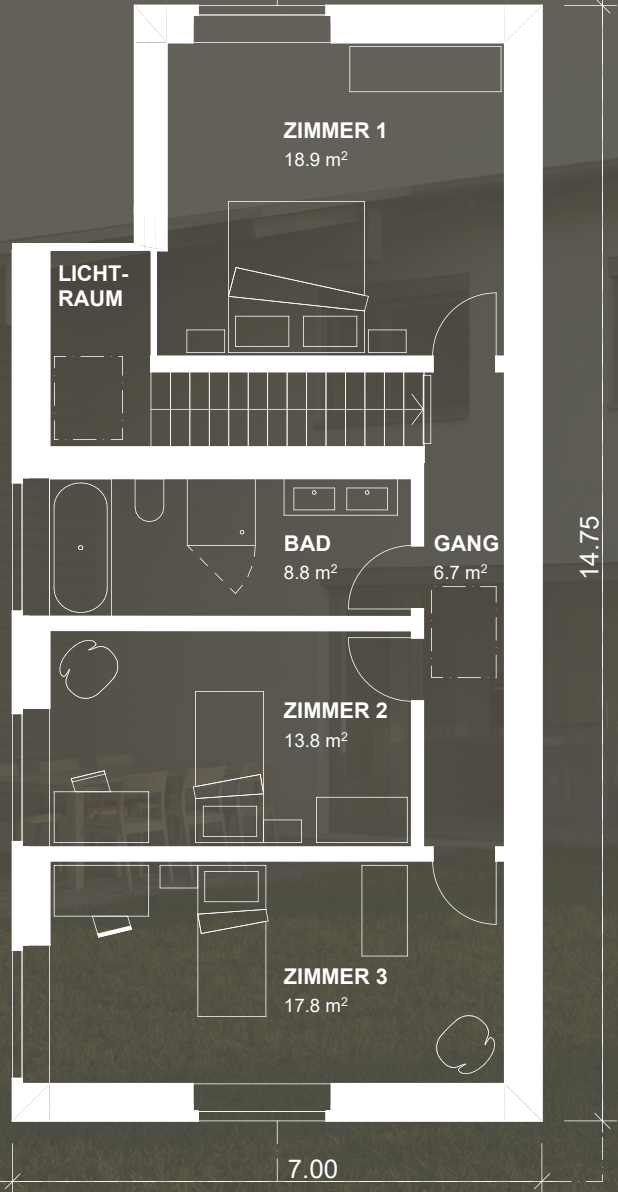 ZIMMER 1
18.9 m²
LICHT-
RAUM
BAD
8.8 m²
GANG
6.7 m²
14.75
ZIMMER 2
13.8 m²
ZIMMER 3
17.8 m²
7.00